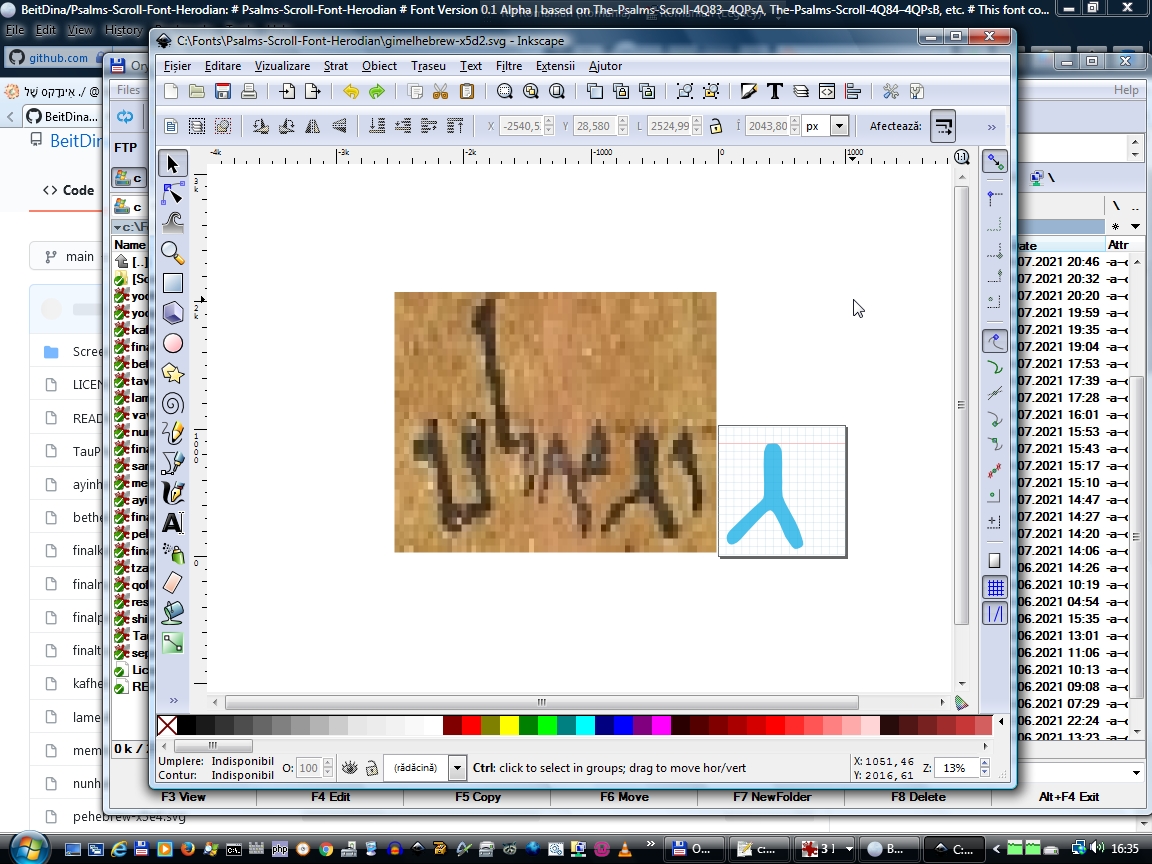 BeitDina/Psalms-Scroll-Font-Herodian: # Psalms-Scroll-Font-Herodian # Font Version 0.1 Alpha | based on The-Psalms-Scroll-4Q83-4QPsA, The-Psalms-Scroll-4Q84-4QPsB, etc. # This font co...
File Edit View History
C:\Fonts\Psalms-Scroll-Font-Herodian\gimelhebrew-x5d2.svg - Inkscape
github.com
Fișier Editare Vizualizare Strat Obiect Traseu Text Filtre Extensii Ajutor
Files
Help
BeitDina...
X -2540,5 Y 28,580 L 2524,99 Î 2043,80 px Afectează: »
BeitDi
FTP
-4k -3k -2k -1000 0 1000
1:1
c \
<> Code
c
\ ..
c:\F
* 
Name
ate Attr
main
[..]
07.2021 20:46 -a-
[Sc
07.2021 20:32 -a-
yoc
07.2021 20:20 -a-
yoc
07.2021 19:59 -a-
kaf
07.2021 19:35 -a-
Scree
fina
07.2021 19:04 -a-
bet
07.2021 17:53 -a-
LICEN
tav
07.2021 17:39 -a-
lam
07.2021 17:28 -a-
READ
vav
07.2021 16:01 -a-
nur
07.2021 15:53 -a-
TauP
fina
07.2021 15:43 -a-
sar
07.2021 15:17 -a-
ayinh
me
07.2021 15:10 -a-
ayi
07.2021 14:47 -a-
bethe
fina
07.2021 14:27 -a-
pel
07.2021 14:20 -a-
finalk
fina
07.2021 14:06 -a-
tza
06.2021 14:26 -a-
finaln
qof
06.2021 10:19 -a-
res
06.2021 04:54 -a-
finalp
shi
06.2021 15:35 -a-
Tau
06.2021 13:01 -a-
finalt
sep
06.2021 11:06 -a-
Lic
06.2021 10:13 -a-
kafhe
RE
06.2021 09:08 -a-
06.2021 07:29 -a-
lame
06.2021 22:24 -a-
06.2021 13:23 -a-
mem
0 k /
Umplere: Indisponibil
Contur: Indisponibil
O: 100
(rădăcină)
Ctrl: click to select in groups; drag to move hor/vert
X: 1051,46
Y: 2016,61
Z: 13%
nunh
F3 View F4 Edit F5 Copy F6 Move F7 NewFolder F8 Delete Alt+F4 Exit
pehebrew-x5e4.svg
O... c:... 3 B... C:... 16:35